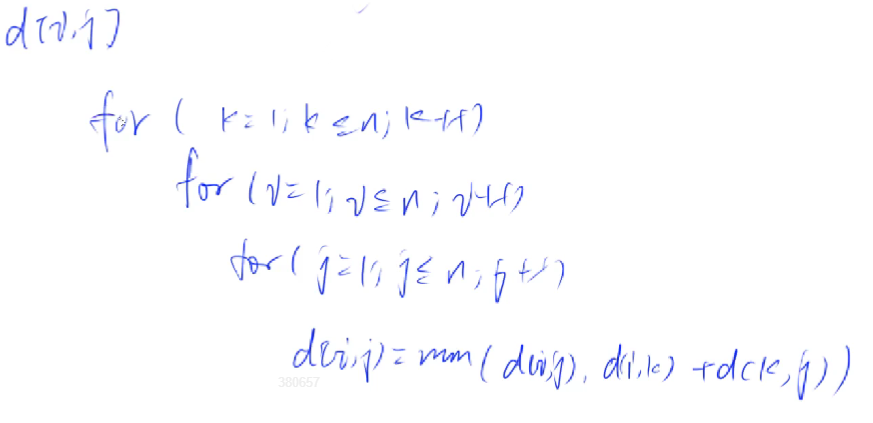 d[i,j]
for ( k=1; k≤n; k++)
for (i=1; i≤n; i++)
for ( j=1; j≤n; j++)
d(i,j)=min( d(i,j), d(i,k) +d(k,j))
380657